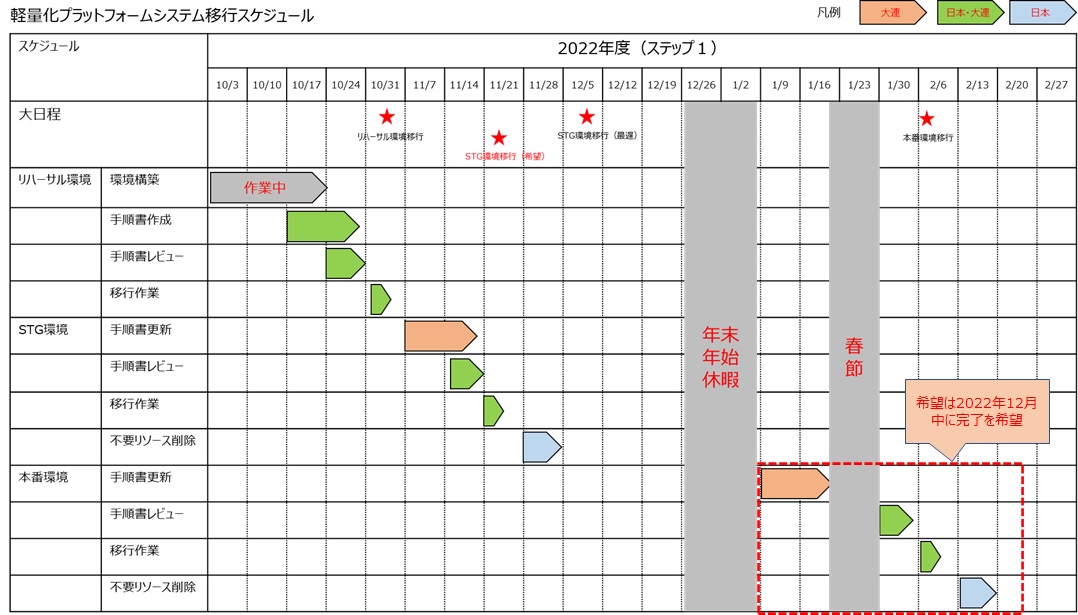 軽量化プラットフォームシステム移行スケジュール
凡例
大連
日本・大連
日本
スケジュール
2022年度（ステップ１）
10/3 10/10 10/17 10/24 10/31 11/7 11/14 11/21 11/28 12/5 12/12 12/19 12/26 1/2 1/9 1/16 1/23 1/30 2/6 2/13 2/20 2/27
大日程
リハーサル環境移行
STG環境移行（希望）
STG環境移行（最遅）
本番環境移行
リハーサル環境
環境構築
作業中
手順書作成
手順書レビュー
移行作業
STG環境
手順書更新
手順書レビュー
移行作業
不要リソース削除
年末
年始
休暇
春
節
希望は2022年12月
中に完了を希望
本番環境
手順書更新
手順書レビュー
移行作業
不要リソース削除